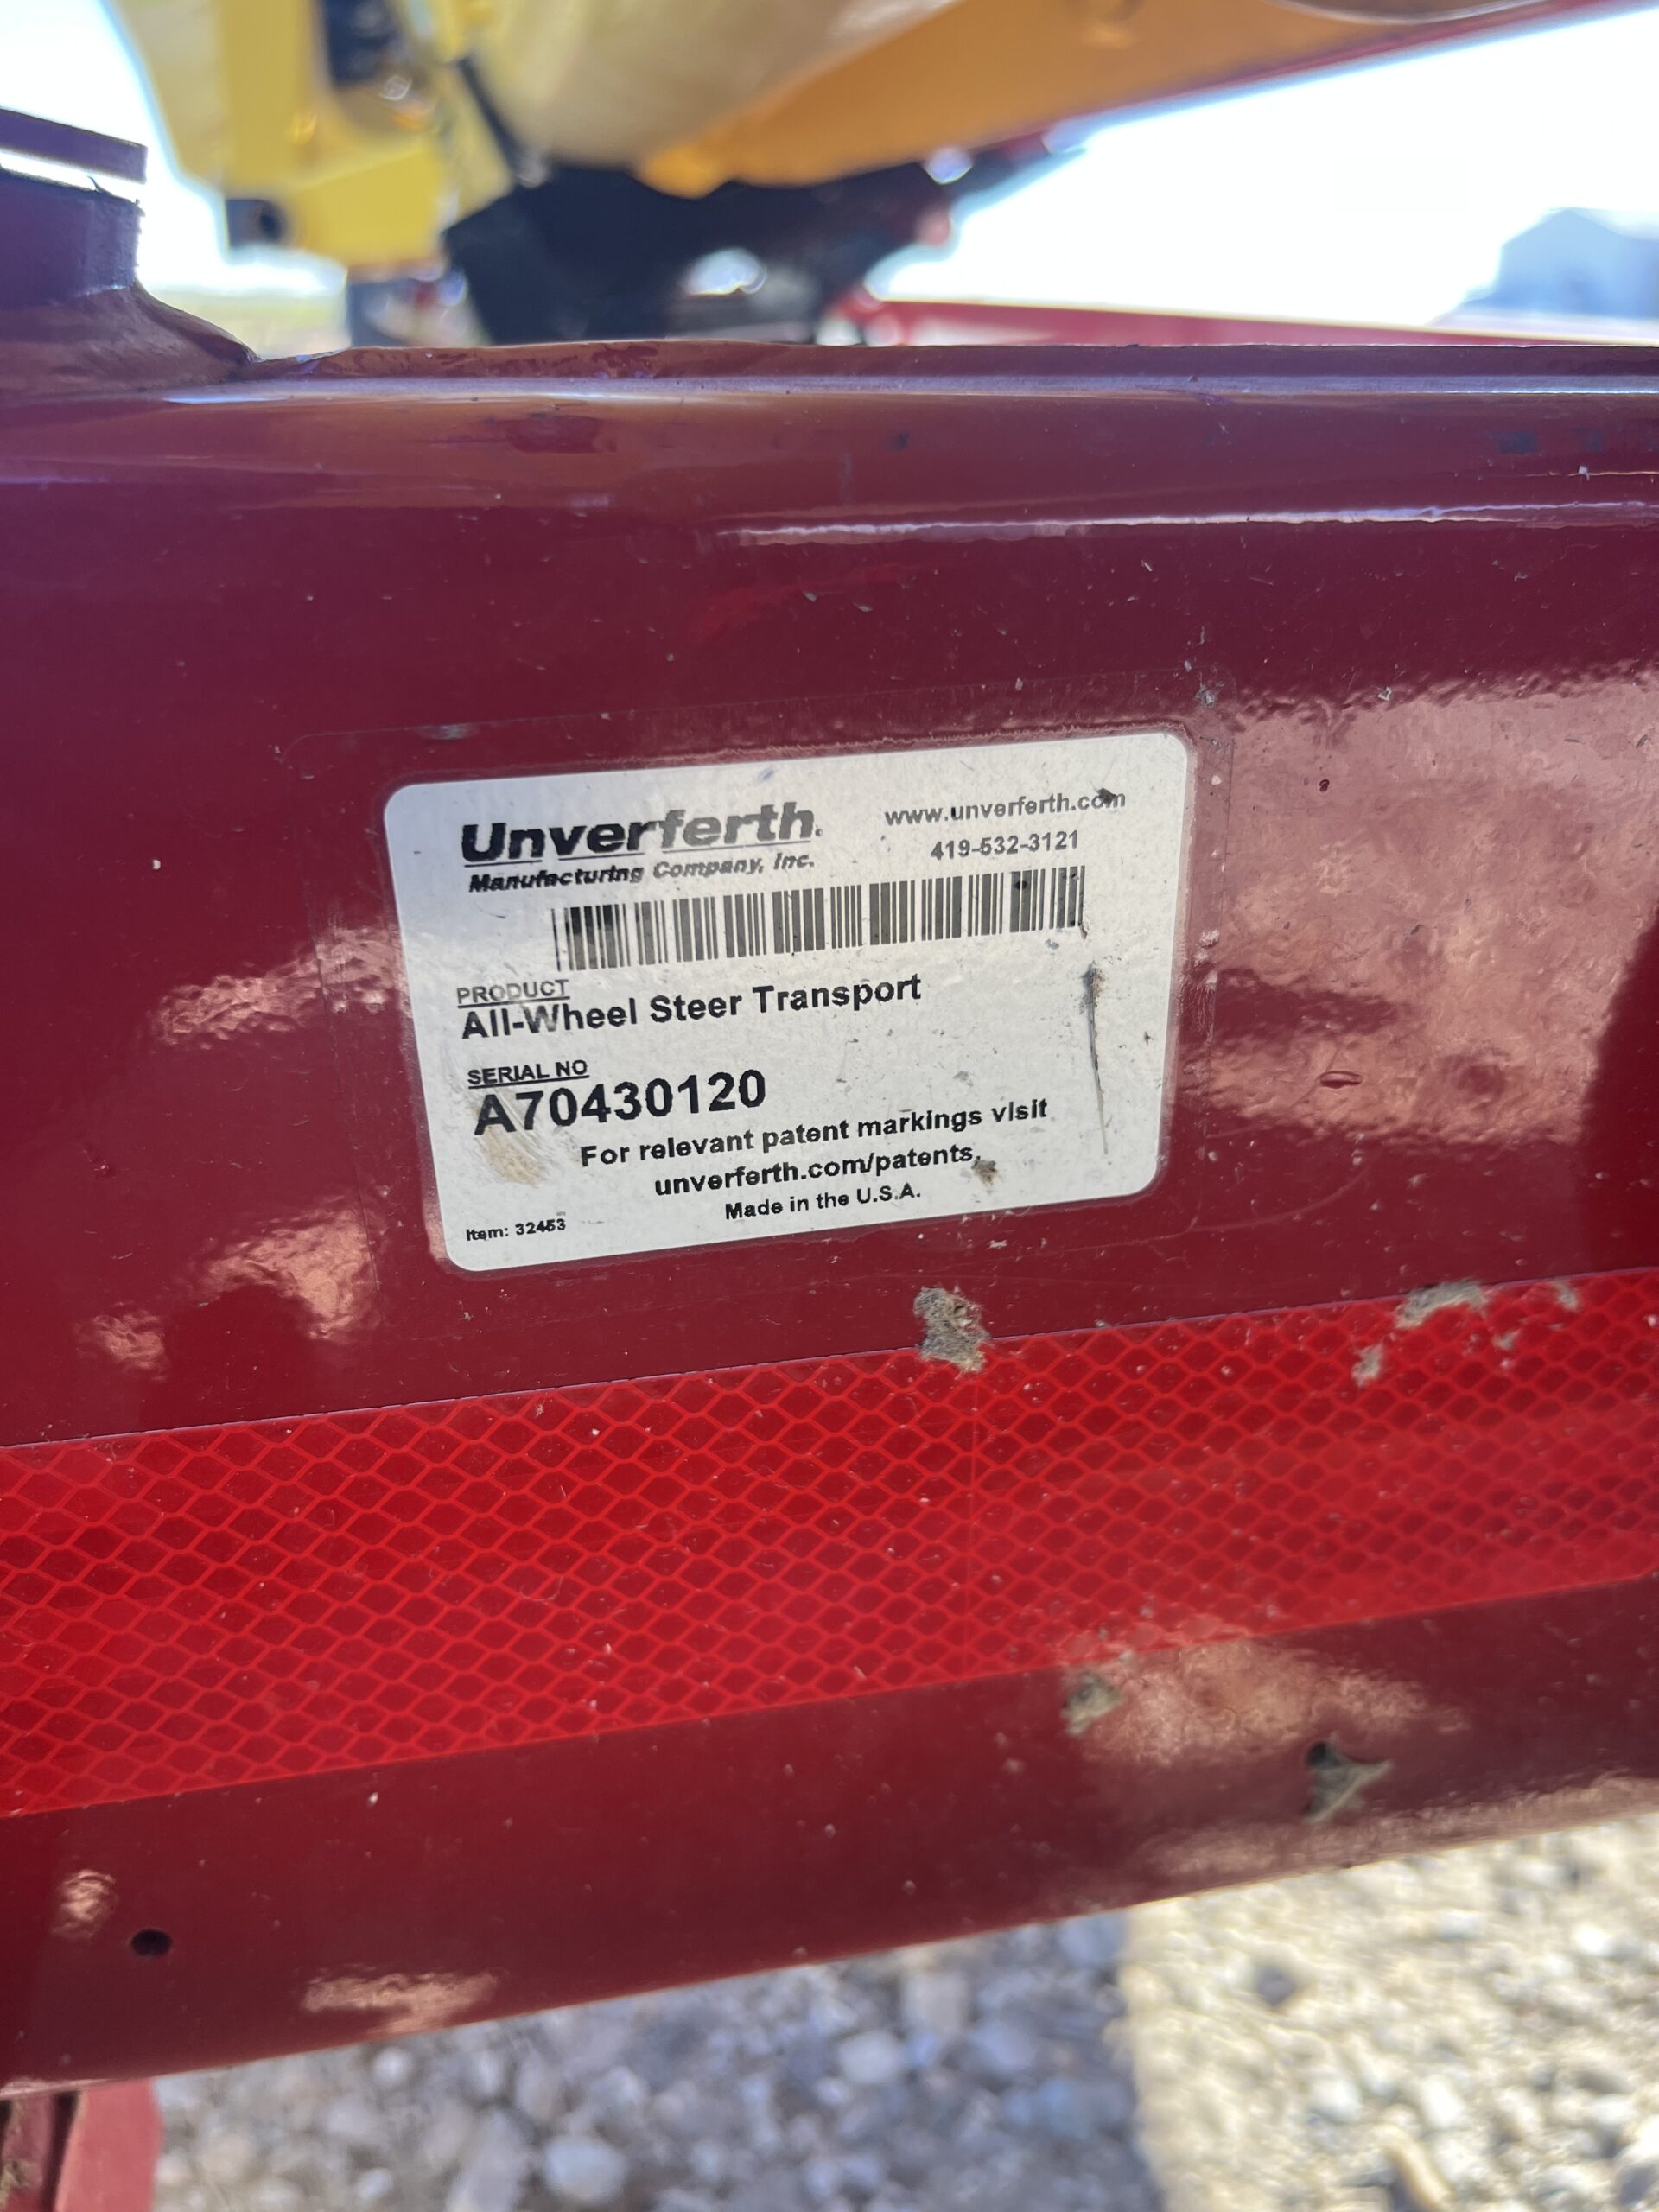 Unverferth.
Manufacturing Company, Inc.
www.unverferth.com
419-532-3121
PRODUCT
All-Wheel Steer Transport
SERIAL NO
A70430120
For relevant patent markings visit
unverferth.com/patents.
Made in the U.S.A.
Item: 32453